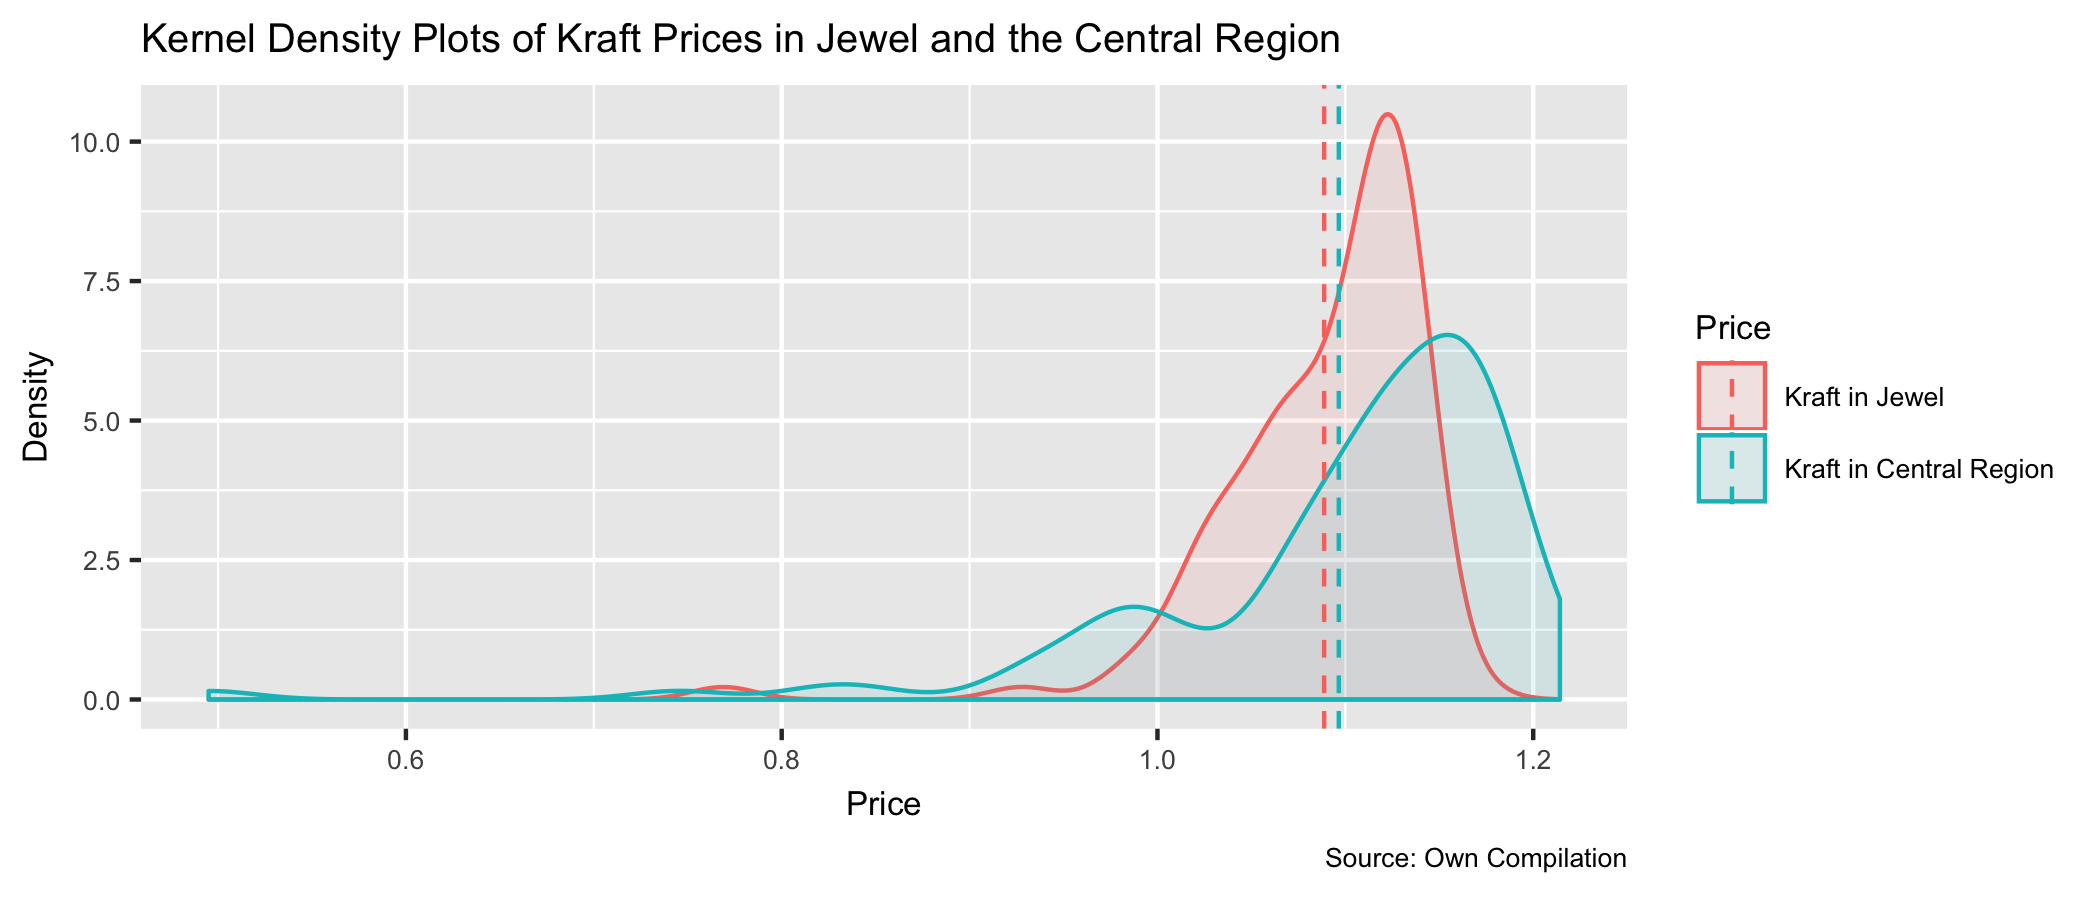 Kernel Density Plots of Kraft Prices in Jewel and the Central Region
10.0
7.5
5.0
2.5
0.0
Density
0.6 0.8 1.0 1.2
Price
Price
Kraft in Jewel
Kraft in Central Region
Source: Own Compilation